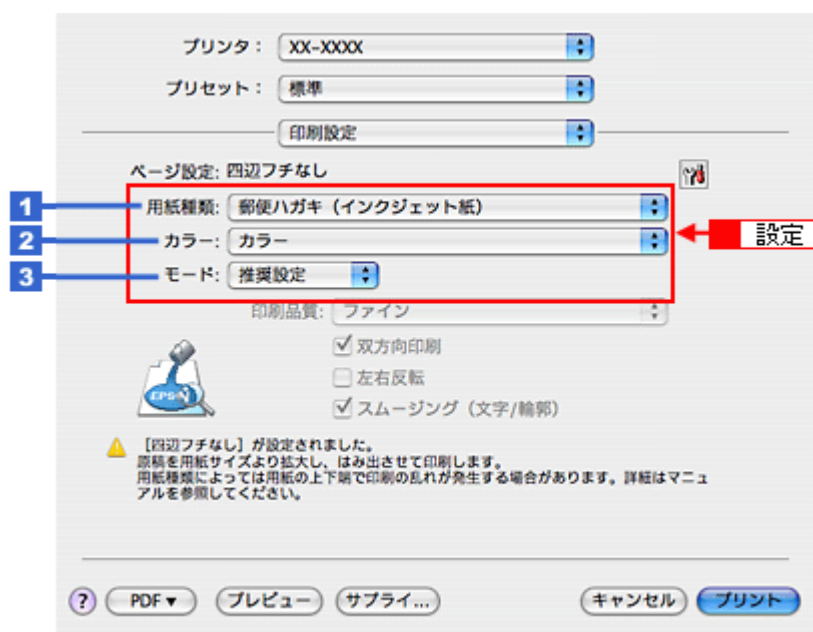 プリンタ： XX-XXXX
プリセット： 標準
印刷設定
ページ設定: 四辺フチなし
1 用紙種類: 郵便ハガキ（インクジェット紙）
2 カラー: カラー
設定
3 モード: 推奨設定
印刷品質: ファイン
双方向印刷
左右反転
EPSON
スムージング（文字/輪郭）
［四辺フチなし］が設定されました。
原稿を用紙サイズより拡大し、はみ出させて印刷します。
用紙種類によっては用紙の上下端で印刷の乱れが発生する場合があります。詳細はマニュ
アルを参照してください。
? PDF▼ プレビュー サプライ... キャンセル プリント